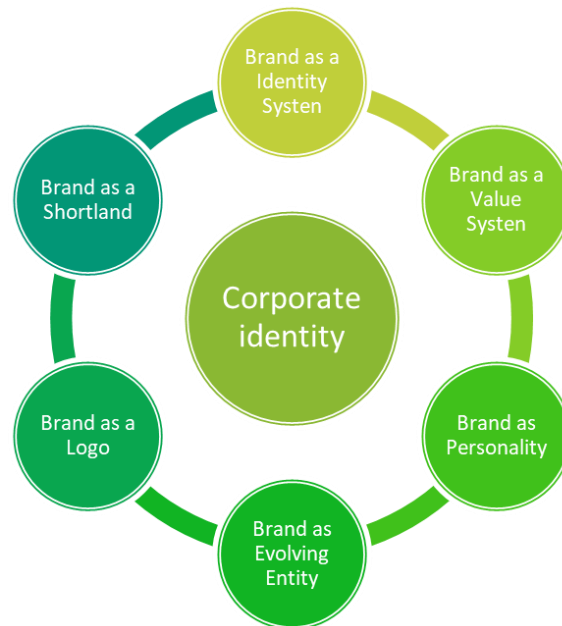 Brand as a
Identity
Systen
Brand as a
Value
Systen
Brand as
Personality
Brand as
Evolving
Entity
Brand as a
Logo
Brand as a
Shortland
Corporate
identity